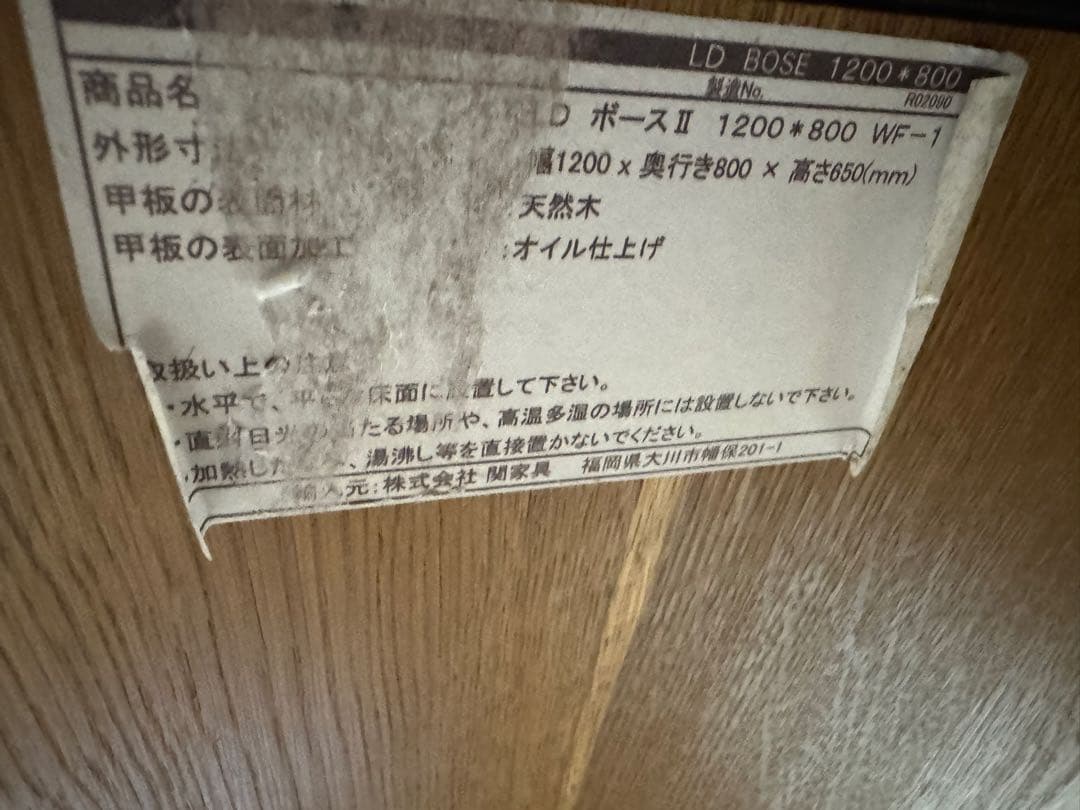 LD BOSE 1200*800
製造No. R02090
商品名 D ボースⅡ 1200*800 WF-1
外形寸 幅1200 x 奥行き800 × 高さ650(mm)
甲板の表面材 :天然木
甲板の表面加工 :オイル仕上げ
取扱い上の注意
・水平で、平 床面に設置して下さい。
・直射日光の当たる場所や、高温多湿の場所には設置しないで下さい。
・加熱した 、湯沸し等を直接置かないでください。
輸入元:株式会社 関家具 福岡県大川市幡保201-1